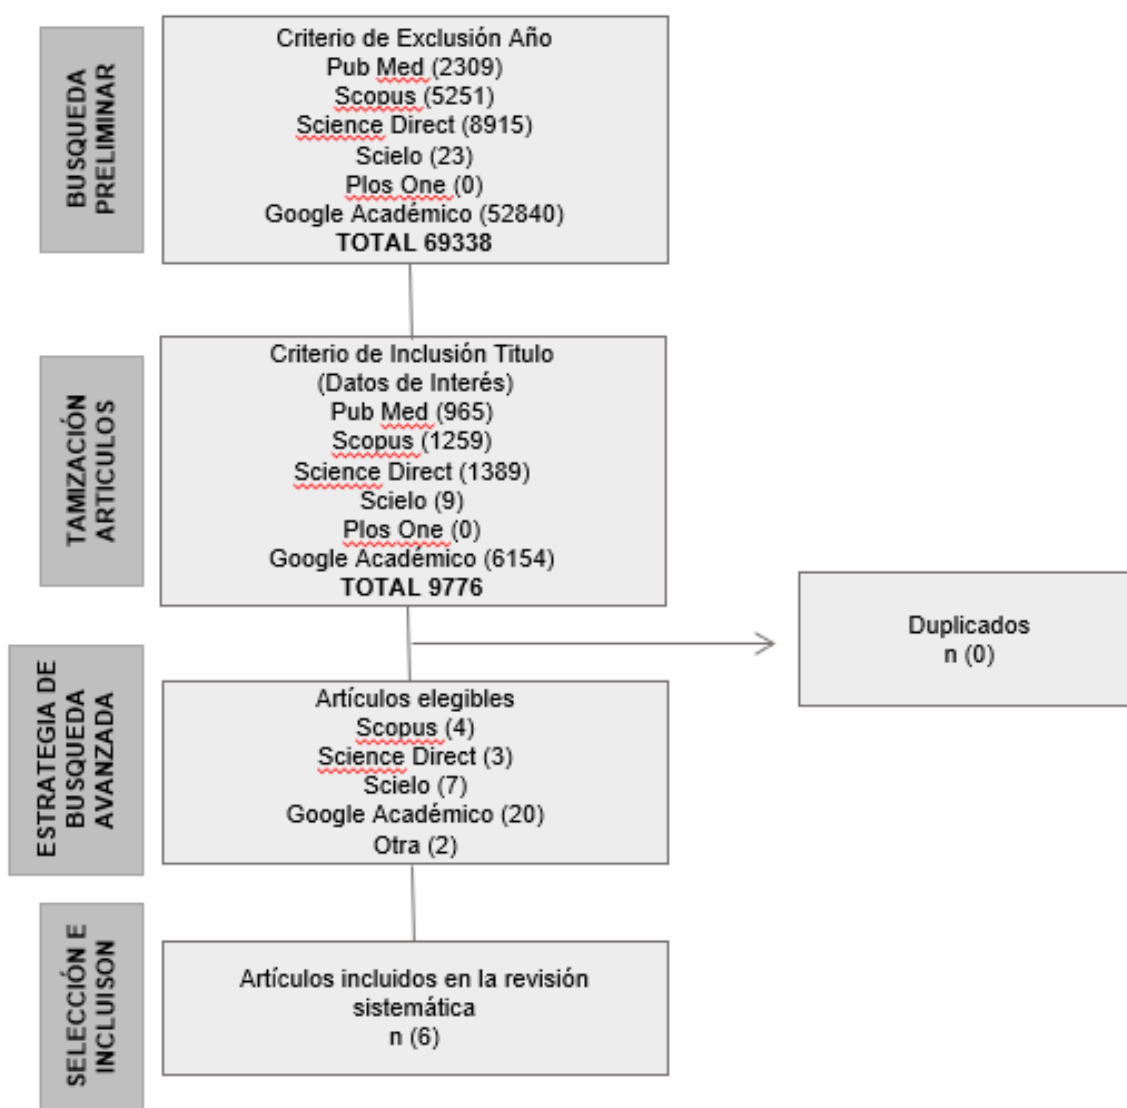 BUSQUEDA
PRELIMINAR
Criterio de Exclusión Año
Pub Med (2309)
Scopus (5251)
Science Direct (8915)
Scielo (23)
Plos One (0)
Google Académico (52840)
TOTAL 69338
TAMIZACIÓN
ARTICULOS
Criterio de Inclusión Titulo
(Datos de Interés)
Pub Med (965)
Scopus (1259)
Science Direct (1389)
Scielo (9)
Plos One (0)
Google Académico (6154)
TOTAL 9776
Duplicados
n (0)
ESTRATEGIA DE
BUSQUEDA
AVANZADA
Artículos elegibles
Scopus (4)
Science Direct (3)
Scielo (7)
Google Académico (20)
Otra (2)
SELECCIÓN E
INCLUISON
Artículos incluidos en la revisión
sistemática
n (6)